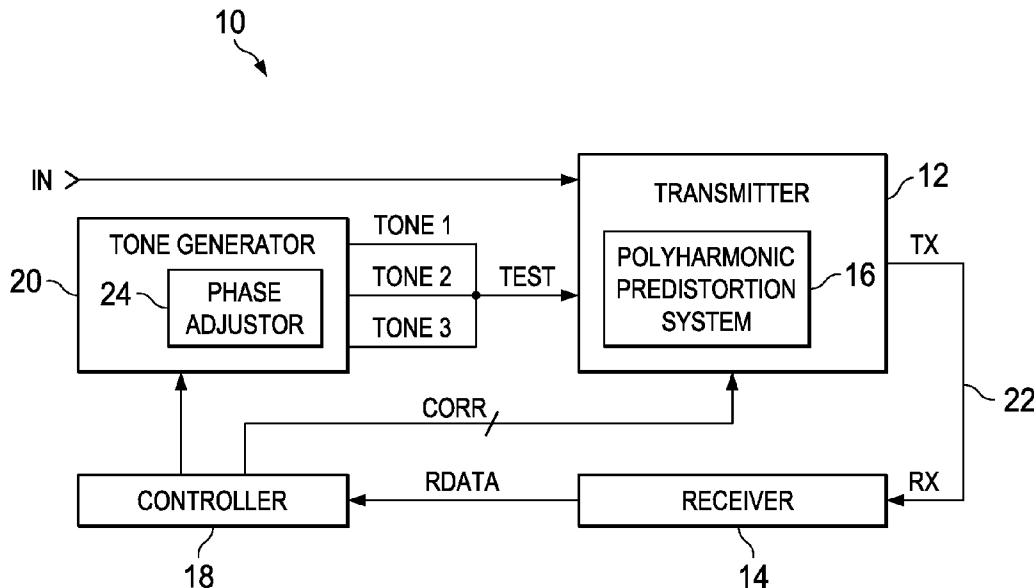 10
IN
TRANSMITTER
12
TONE GENERATOR
TONE 1
TX
20
24
PHASE
ADJUSTOR
TONE 2
TEST
POLYHARMONIC
PREDISTORTION
SYSTEM
16
TONE 3
CORR
22
CONTROLLER
RDATA
RECEIVER
RX
18
14